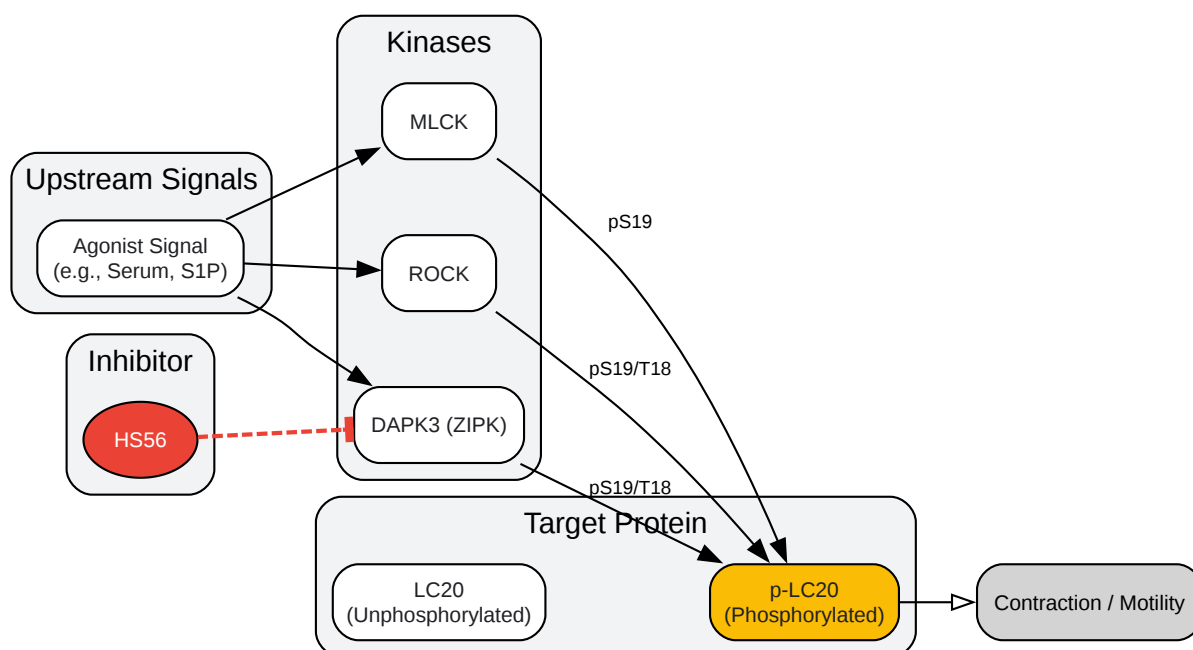 Kinases
MLCK
Upstream Signals
Agonist Signal
(e.g., Serum, S1P)
pS19
ROCK
Inhibitor
pS19/T18
HS56
DAPK3 (ZIPK)
pS19/T18
Target Protein
LC20
(Unphosphorylated)
p-LC20
(Phosphorylated)
Contraction / Motility